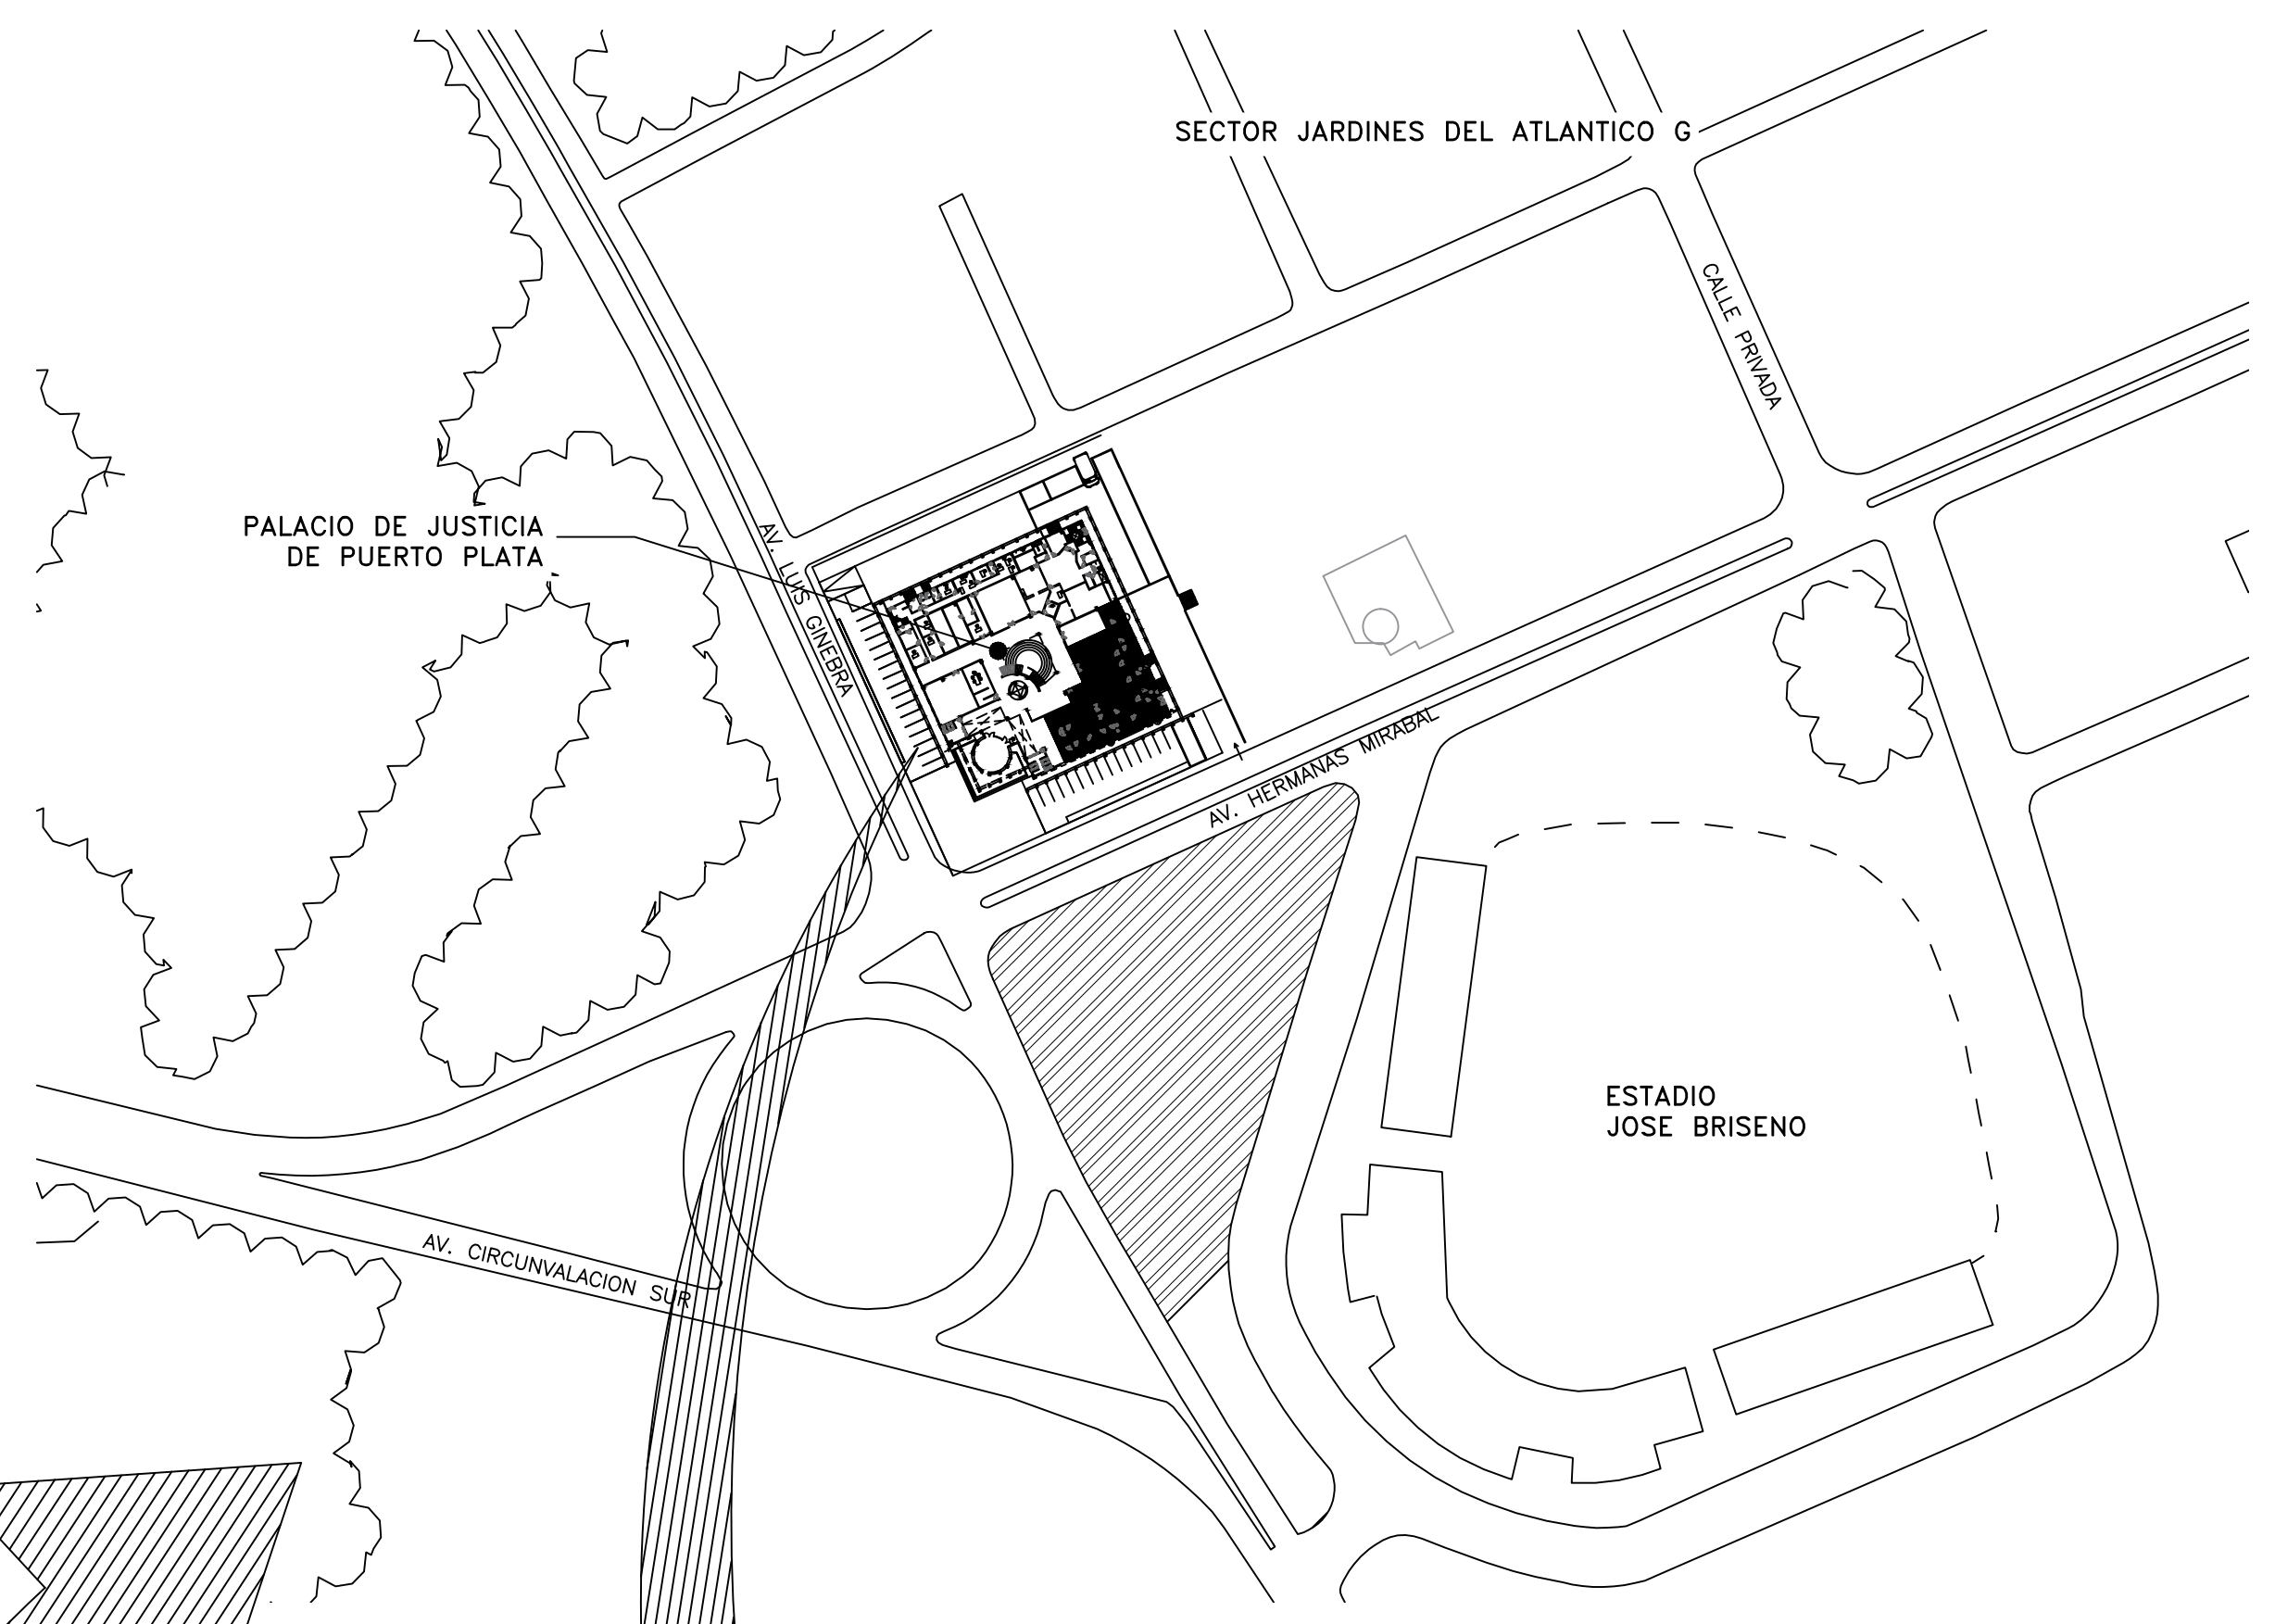 SECTOR JARDINES DEL ATLANTICO G
CALLE PRIVADA
PALACIO DE JUSTICIA
DE PUERTO PLATA
AV. LUIS GINEBRA
AV. HERMANAS MIRABAL
ESTADIO
JOSE BRISENO
AV. CIRCUNVALACION SUR